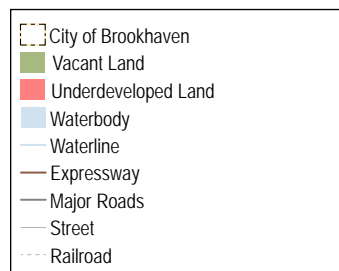 City of Brookhaven
Vacant Land
Underdeveloped Land
Waterbody
Waterline
Expressway
Major Roads
Street
Railroad